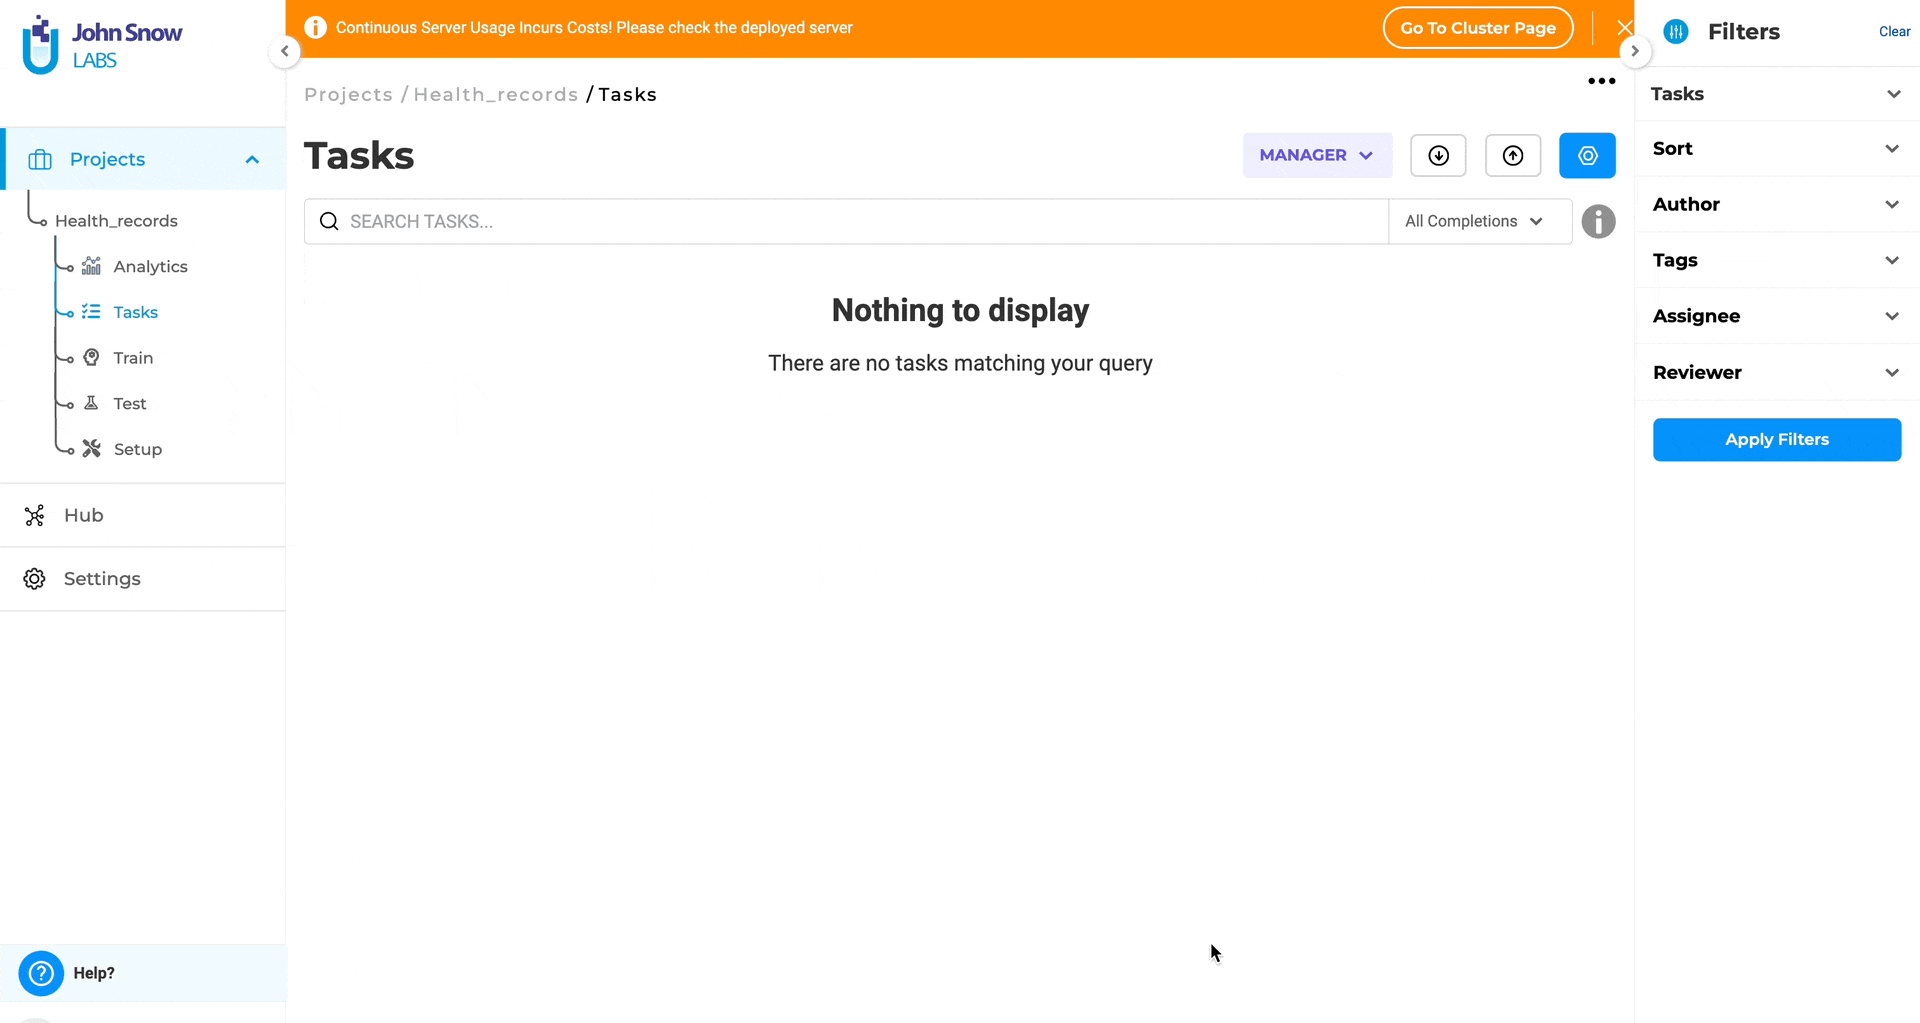 John Snow
LABS
Continuous Server Usage Incurs Costs! Please check the deployed server
Go To Cluster Page
Filters
Clear
Projects / Health_records / Tasks
Tasks
MANAGER
SEARCH TASKS...
All Completions
Nothing to display
There are no tasks matching your query
Projects
Health_records
Analytics
Tasks
Train
Test
Setup
Hub
Settings
Help?
Tasks
Sort
Author
Tags
Assignee
Reviewer
Apply Filters